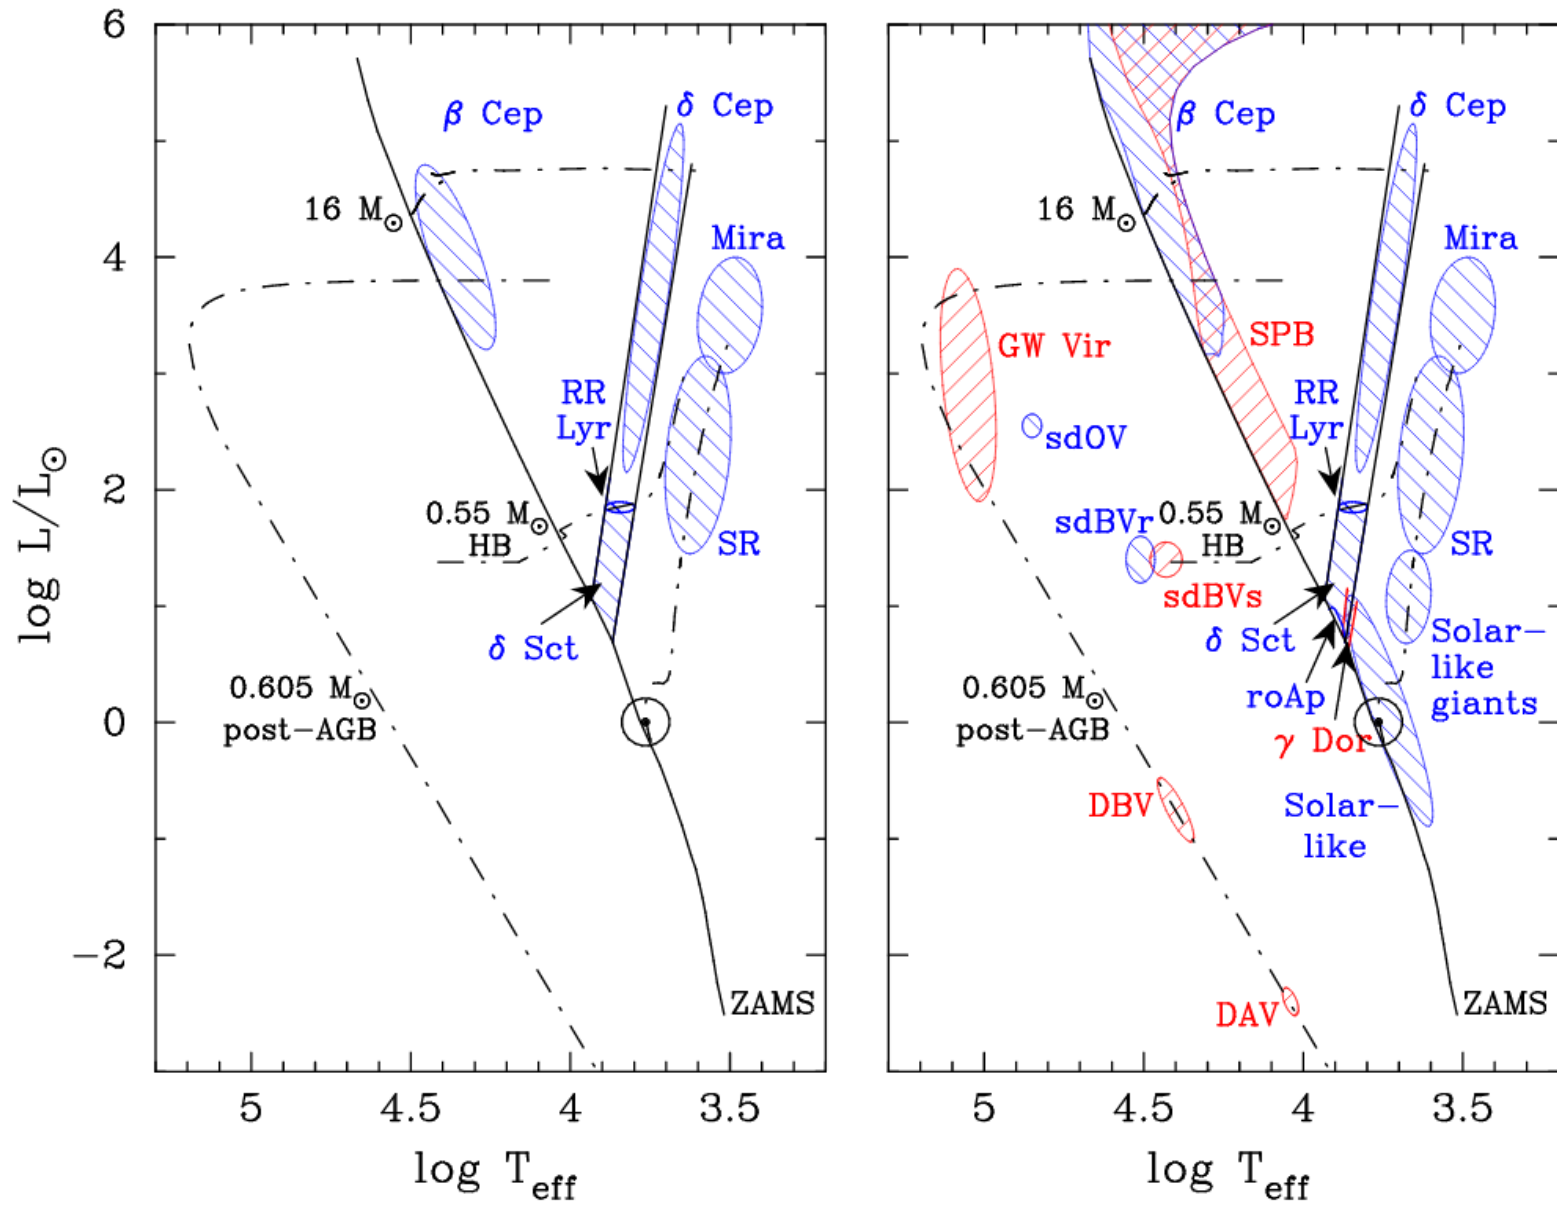 6
4
2
0
−2
log L/L⊙
β Cep
δ Cep
16 M⊙
Mira
RR
Lyr
0.55 M⊙
HB
SR
δ Sct
0.605 M⊙
post−AGB
ZAMS
5
4.5
4
3.5
log Teff
β Cep
δ Cep
16 M⊙
Mira
GW Vir
SPB
RR
Lyr
sdOV
sdBVr
0.55 M⊙
HB
SR
sdBVs
δ Sct
Solar−
like
giants
roAp
0.605 M⊙
post−AGB
γ Dor
DBV
Solar−
like
DAV
ZAMS
5
4.5
4
3.5
log Teff